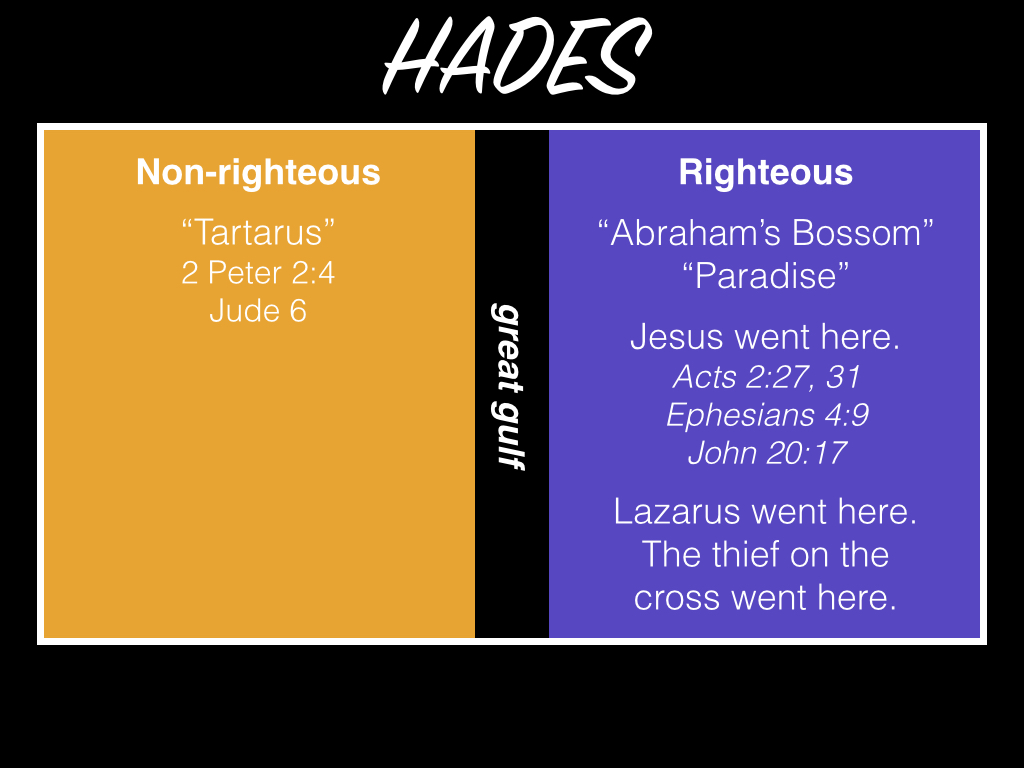 HADES
Non-righteous
“Tartarus”
2 Peter 2:4
Jude 6
great gulf
Righteous
“Abraham’s Bossom”
“Paradise”
Jesus went here.
Acts 2:27, 31
Ephesians 4:9
John 20:17
Lazarus went here.
The thief on the
cross went here.